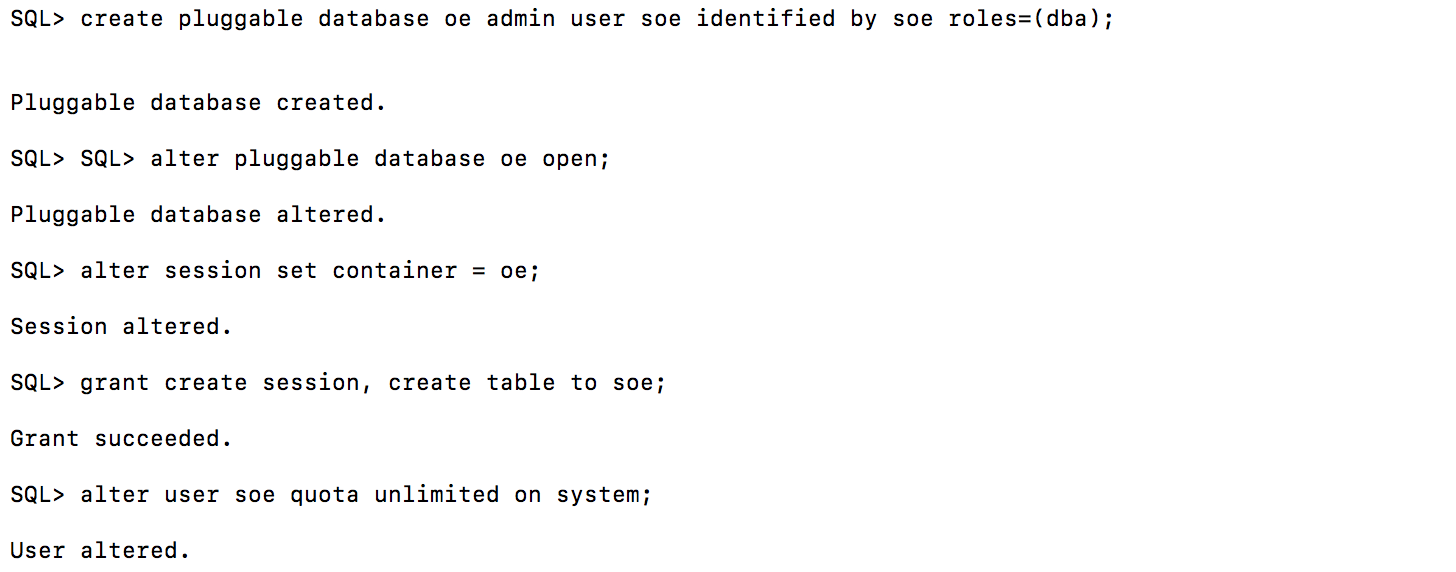 SQL> create pluggable database oe admin user soe identified by soe roles=(dba);
Pluggable database created.
SQL> SQL> alter pluggable database oe open;
Pluggable database altered.
SQL> alter session set container = oe;
Session altered.
SQL> grant create session, create table to soe;
Grant succeeded.
SQL> alter user soe quota unlimited on system;
User altered.